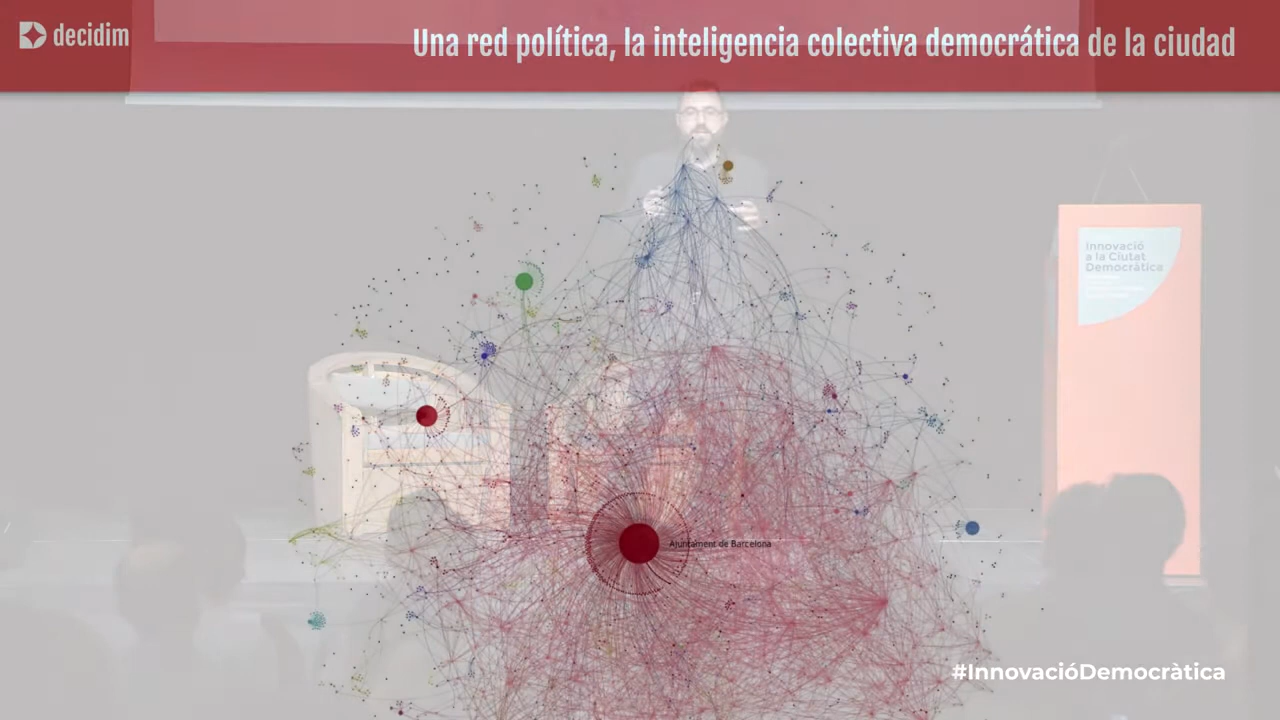 decidim
Una red política, la inteligencia colectiva democrática de la ciudad
Innovació
a la Ciutat
Democràtica
Ajuntament de Barcelona
#InnovacióDemocràtica